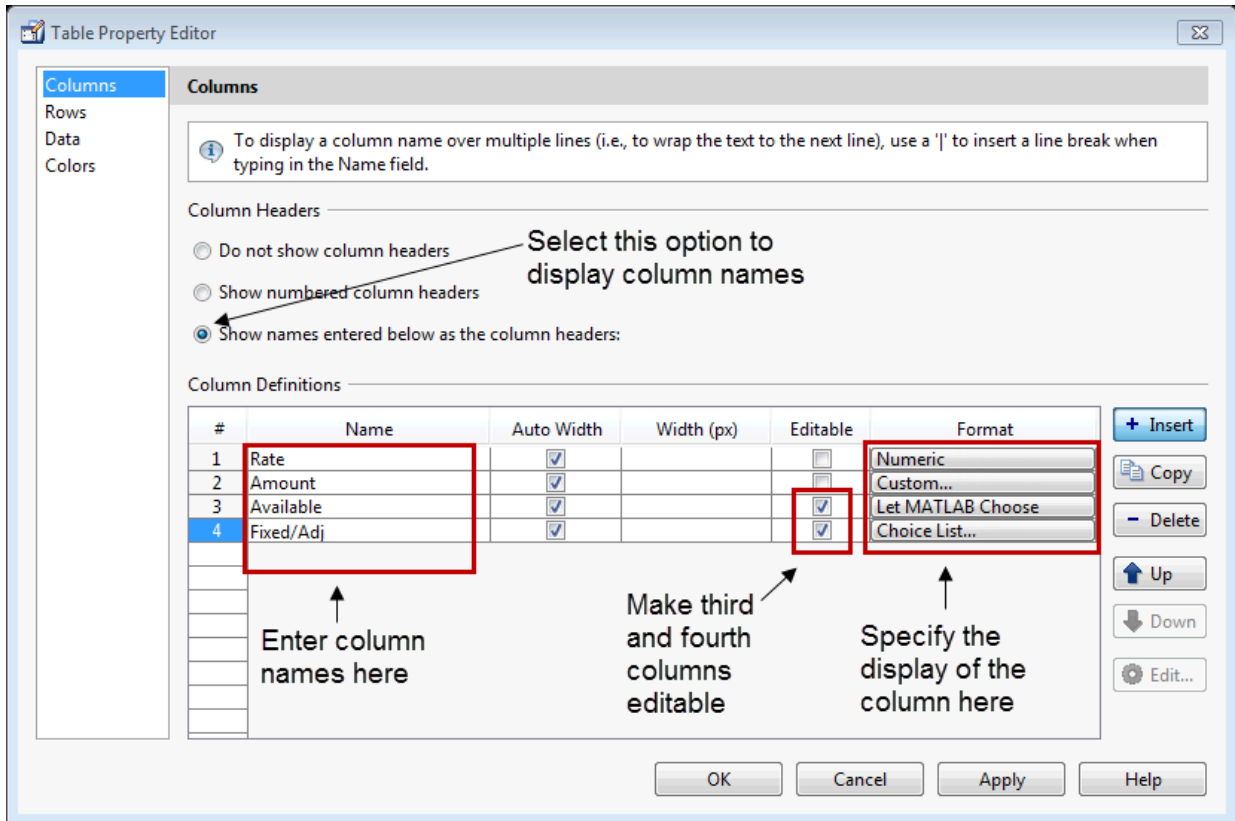 Table Property Editor
Columns
Rows
Data
Colors
Columns
To display a column name over multiple lines (i.e., to wrap the text to the next line), use a '|' to insert a line break when
typing in the Name field.
Column Headers
Do not show column headers
Show numbered column headers
Show names entered below as the column headers:
Select this option to
display column names
Column Definitions
# Name Auto Width Width (px) Editable Format
1 Rate Numeric
2 Amount Custom...
3 Available Let MATLAB Choose
4 Fixed/Adj Choice List...
Enter column
names here
Make third
and fourth
columns
editable
Specify the
display of the
column here
+ Insert
Copy
- Delete
Up
Down
Edit...
OK Cancel Apply Help